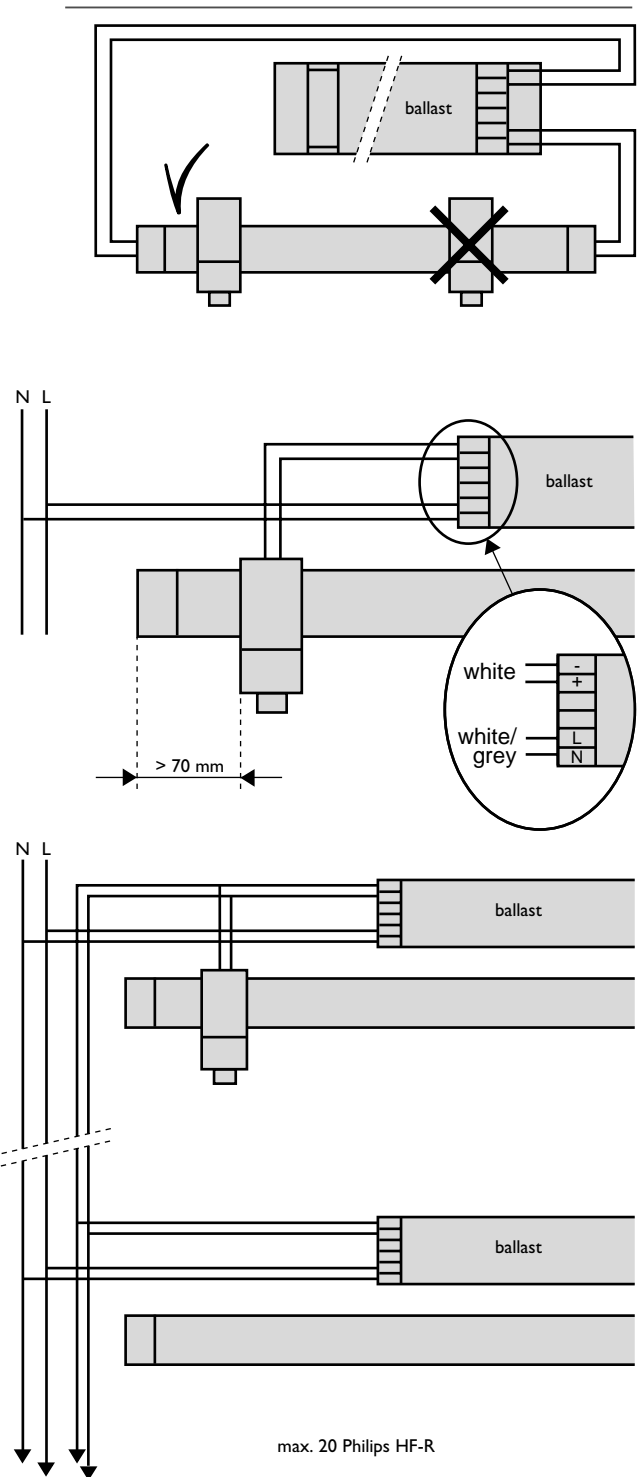 ballast
N L
ballast
white
-
+
white/
grey
L
N
> 70 mm
N L
ballast
ballast
max. 20 Philips HF-R